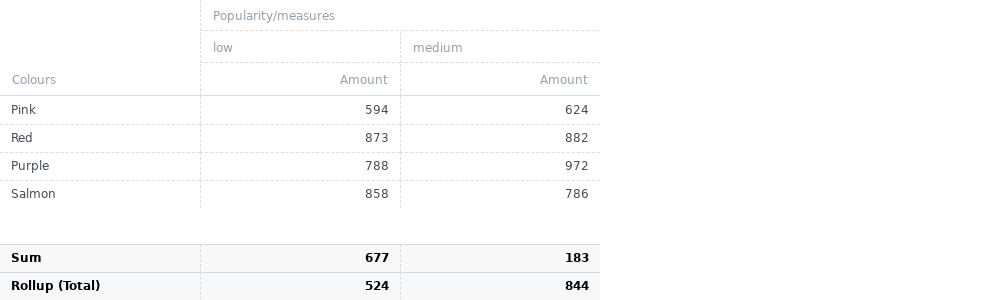 Popularity/measures
low medium
Colours Amount Amount
Pink 594 624
Red 873 882
Purple 788 972
Salmon 858 786
Sum 677 183
Rollup (Total) 524 844